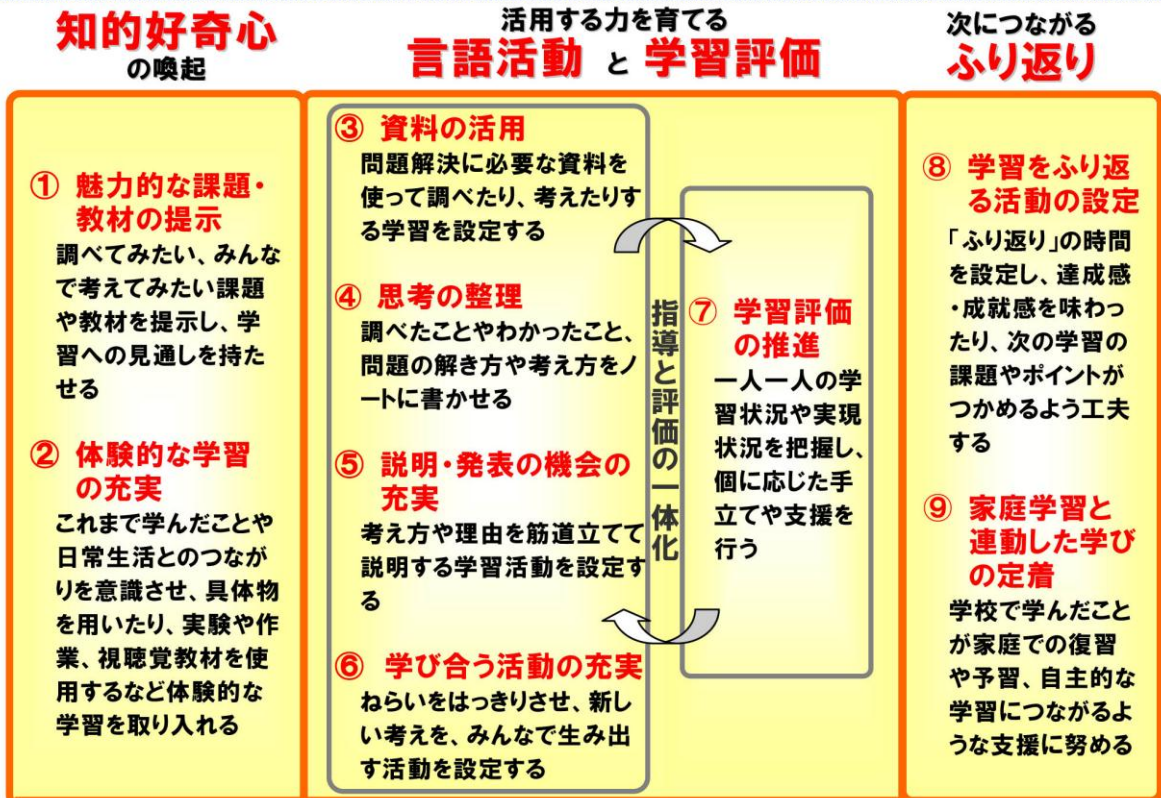 知的好奇心
の喚起
① 魅力的な課題・
教材の提示
調べてみたい、みんな
で考えてみたい課題
や教材を提示し、学
習への見通しを持た
せる
② 体験的な学習
の充実
これまで学んだことや
日常生活とのつなが
りを意識させ、具体物
を用いたり、実験や作
業、視聴覚教材を使
用するなど体験的な
学習を取り入れる
活用する力を育てる
言語活動 と 学習評価
③ 資料の活用
問題解決に必要な資料を
使って調べたり、考えたりす
る学習を設定する
④ 思考の整理
調べたことやわかったこと、
問題の解き方や考え方をノ
ートに書かせる
⑤ 説明・発表の機会の
充実
考え方や理由を筋道立てて
説明する学習活動を設定す
る
⑥ 学び合う活動の充実
ねらいをはっきりさせ、新し
い考えを、みんなで生み出
す活動を設定する
指導と評価の一体化
⑦ 学習評価
の推進
一人一人の学
習状況や実現
状況を把握し、
個に応じた手
立てや支援を
行う
次につながる
ふり返り
⑧ 学習をふり返
る活動の設定
「ふり返り」の時間
を設定し、達成感
・成就感を味わっ
たり、次の学習の
課題やポイントが
つかめるよう工夫
する
⑨ 家庭学習と
連動した学び
の定着
学校で学んだこと
が家庭での復習
や予習、自主的な
学習につながるよ
うな支援に努める